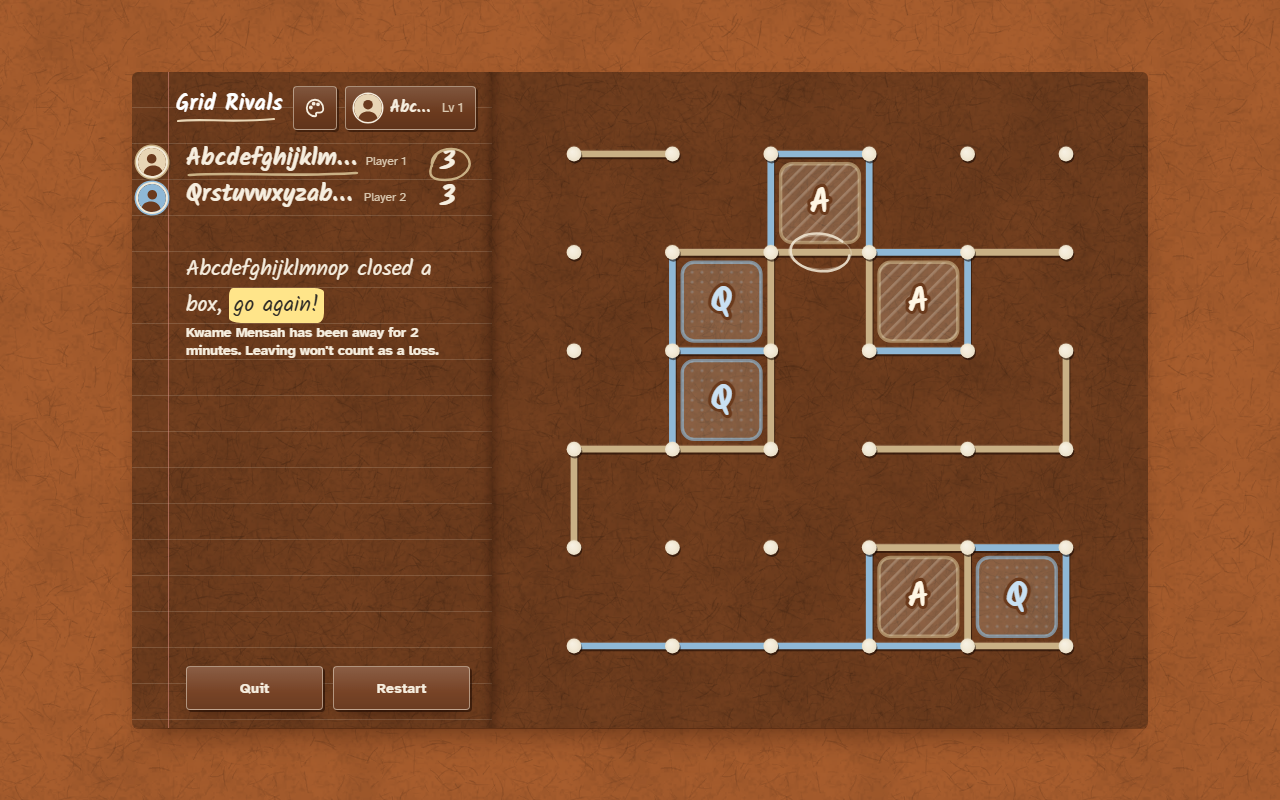 Grid Rivals
Abc... Lv 1
Abcdefghijklm... Player 1 3
Qrstuvwxyzab... Player 2 3
Abcdefghijklmnop closed a
box, go again!
Kwame Mensah has been away for 2
minutes. Leaving won't count as a loss.
Quit Restart
A
Q A
Q
A Q